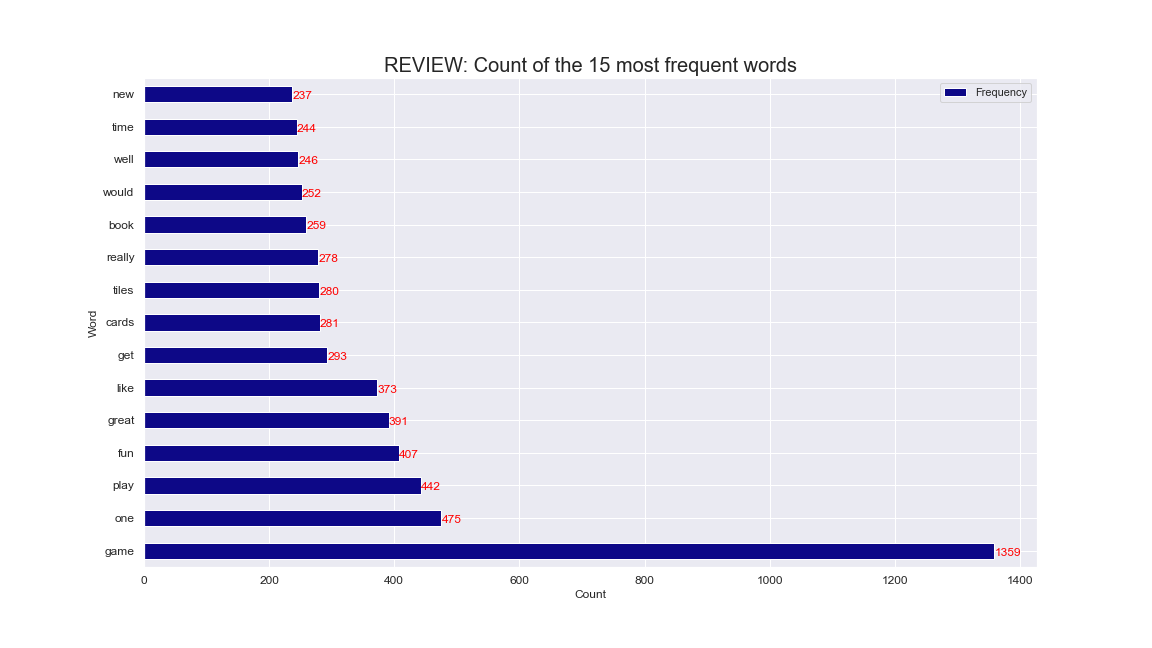 REVIEW: Count of the 15 most frequent words
Frequency
new 237
time 244
well 246
would 252
book 259
really 278
tiles 280
cards 281
get 293
like 373
great 391
fun 407
play 442
one 475
game 1359
Word
0 200 400 600 800 1000 1200 1400
Count